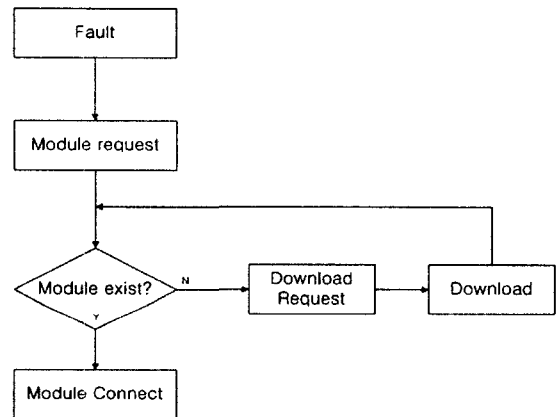 Fault
Module request
Module exist?
N
Y
Download
Request
Download
Module Connect